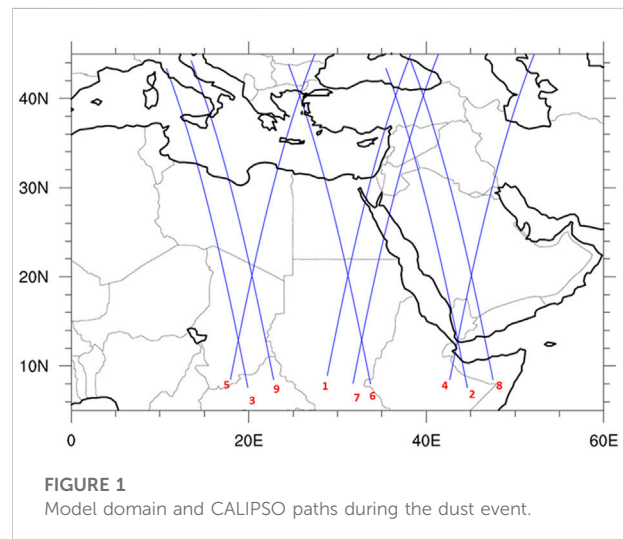 40N
30N
20N
10N
5 3 9 1 7 6 4 2 8
0 20E 40E 60E
FIGURE 1
Model domain and CALIPSO paths during the dust event.